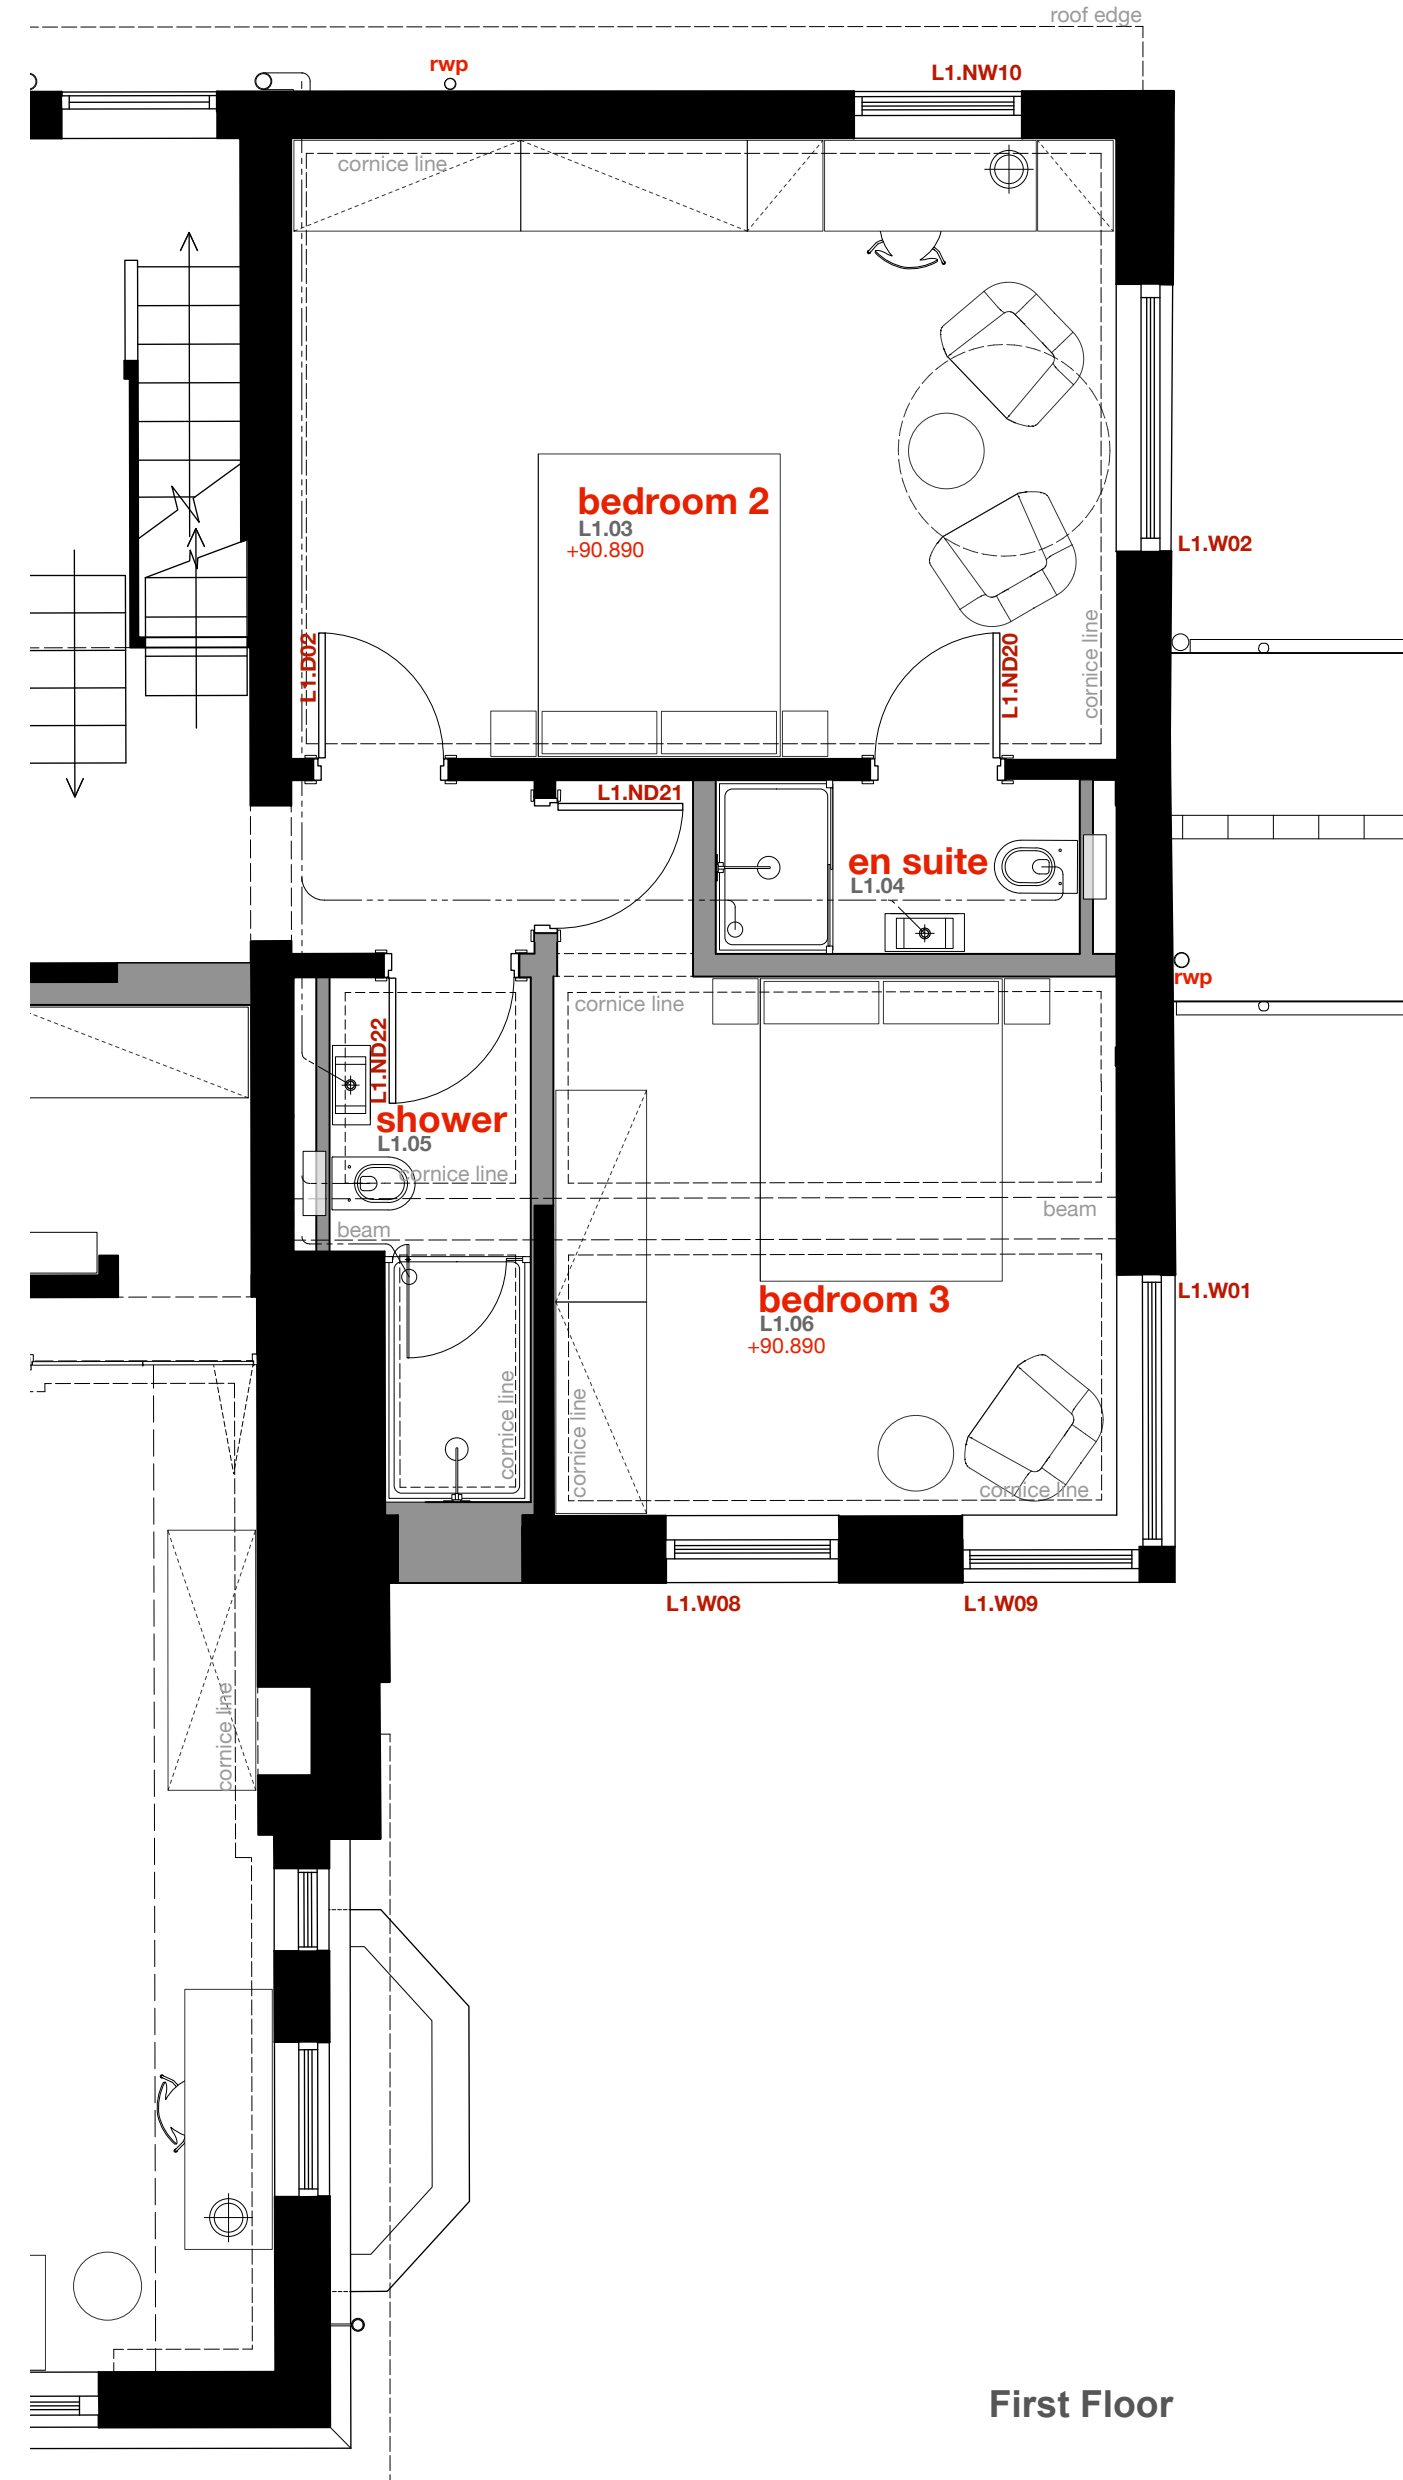 roof edge
rwp
L1.NW10
cornice line
bedroom 2
L1.03
+90.890
L1.W02
L1.D02
L1.ND20
cornice line
L1.ND21
en suite
L1.04
rwp
cornice line
L1.ND22
shower
L1.05
cornice line
beam
beam
L1.W01
bedroom 3
L1.06
+90.890
cornice line
cornice line
cornice line
L1.W08
L1.W09
cornice line
First Floor